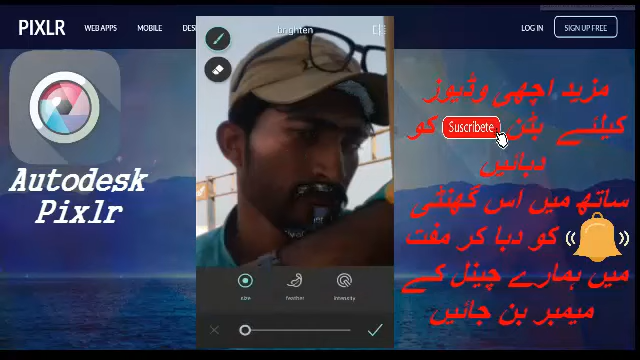 PIXLR WEB APPS MOBILE DES LOG IN SIGN UP FREE
brighten
Autodesk
Pixlr
size feather intensity
مزید اچھی وڈیوز
کیلئے Suscribete بٹن کو
دبائیں
ساتھ میں اس گھنٹی
کو دبا کر مفت
میں ہمارے چینل کے
میمبر بن جائیں